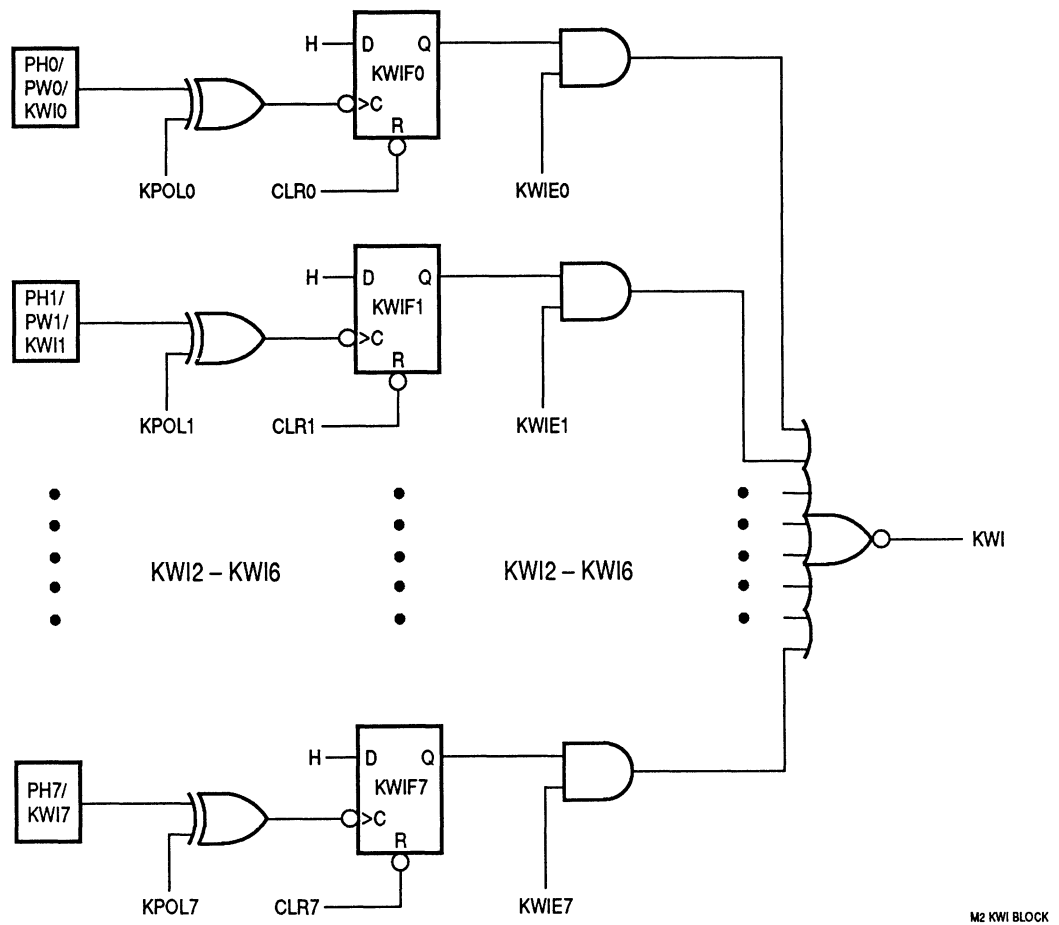 PH0/
PW0/
KWI0
KPOL0
H
D
Q
KWIF0
>C
R
CLR0
KWIE0
PH1/
PW1/
KWI1
KPOL1
H
D
Q
KWIF1
>C
R
CLR1
KWIE1
KWI2 – KWI6
KWI2 – KWI6
KWI
PH7/
KWI7
KPOL7
H
D
Q
KWIF7
>C
R
CLR7
KWIE7
M2 KWI BLOCK